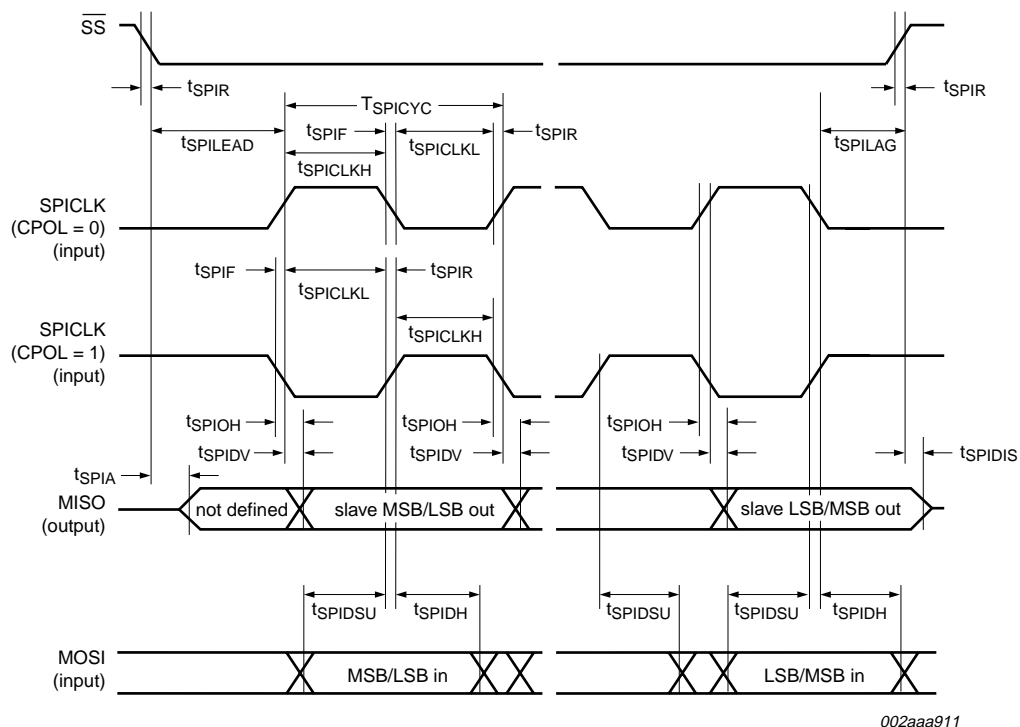 SS
tSPIR
tSPIR
TSPICYC
tSPIF
tSPICLKL
tSPIR
tSPILEAD
tSPICLKH
tSPILAG
SPICLK
(CPOL = 0)
(input)
tSPIF
tSPICLKL
tSPIR
tSPICLKH
SPICLK
(CPOL = 1)
(input)
tSPIOH
tSPIOH
tSPIOH
tSPIDV
tSPIDV
tSPIDV
tSPIDIS
tSPIA
MISO
(output)
not defined
slave MSB/LSB out
slave LSB/MSB out
tSPIDSU
tSPIDH
tSPIDSU
tSPIDSU
tSPIDH
MOSI
(input)
MSB/LSB in
LSB/MSB in
002aaa911